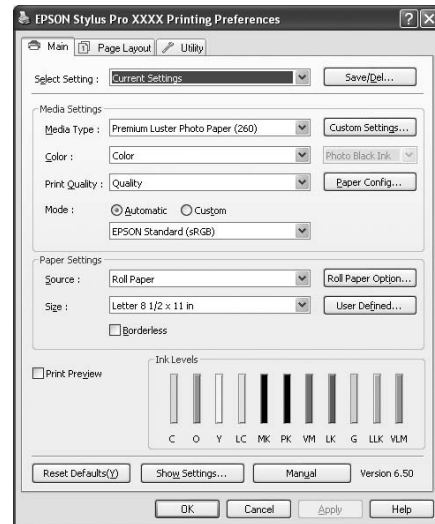 EPSON Stylus Pro XXXX Printing Preferences
Main Page Layout Utility
Select Setting : Current Settings Save/Del...
Media Settings
Media Type : Premium Luster Photo Paper (260) Custom Settings...
Color : Color Photo Black Ink
Print Quality : Quality Paper Config...
Mode : Automatic Custom
EPSON Standard (sRGB)
Paper Settings
Source : Roll Paper Roll Paper Option...
Size : Letter 8 1/2 x 11 in User Defined...
Borderless
Print Preview
Ink Levels
C O Y LC MK PK VM LK G LLK VLM
Reset Defaults(Y) Show Settings... Manual Version 6.50
OK Cancel Apply Help